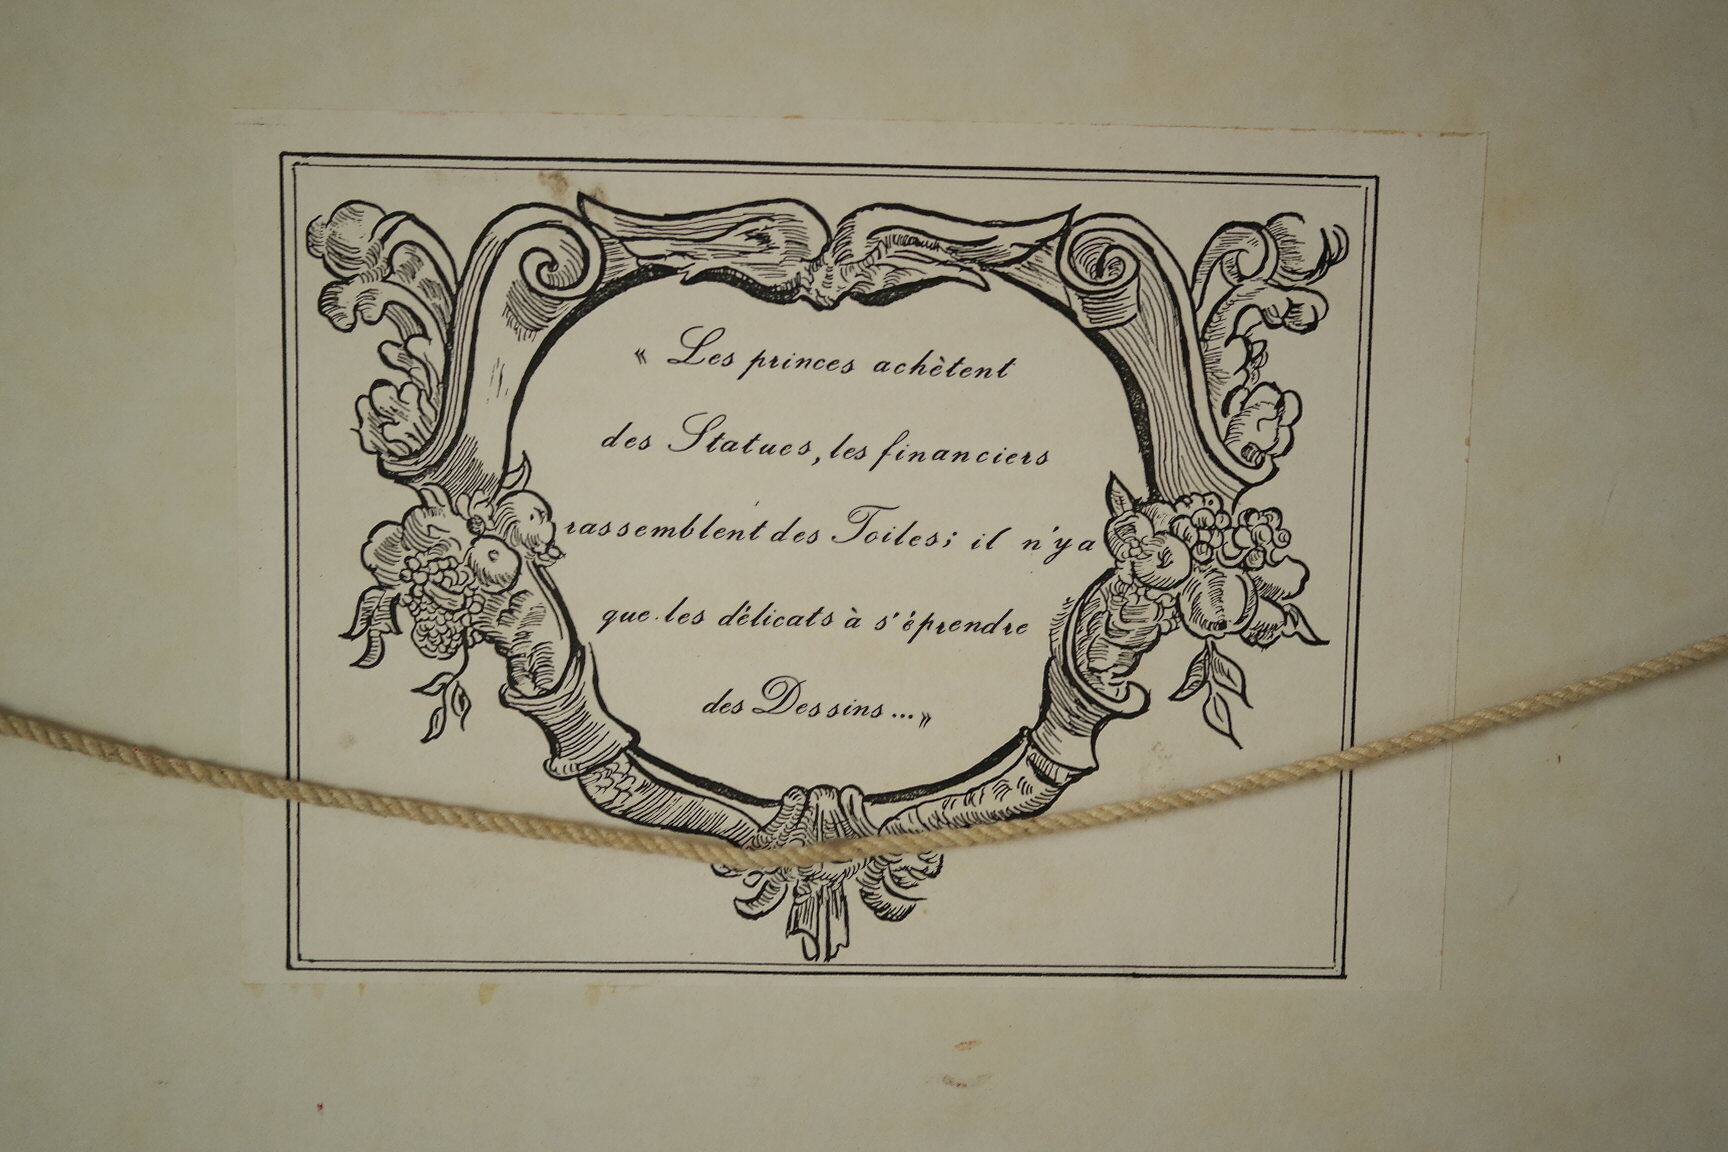 « Les princes achètent
des Statues, les financiers
rassemblent des Toiles; il n'y a
que les délicats à s'éprendre
des Dessins... »